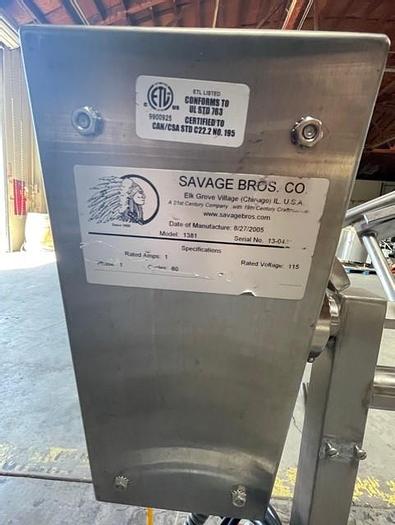 ETL LISTED
CONFORMS TO
UL STD 763
C ETL US
9900925
CERTIFIED TO
CAN/CSA STD C22.2 NO. 195
SAVAGE BROS. CO.
Elk Grove Village (Chicago) IL, U.S.A.
A 21st Century Company ...with 19th Century Craftsmanship
www.savagebros.com
Since 1855
Date of Manufacture: 8/27/2005
Model: 1381
Serial No. 13-04
Specifications
Rated Amps: 1
Rated Voltage: 115
1
60